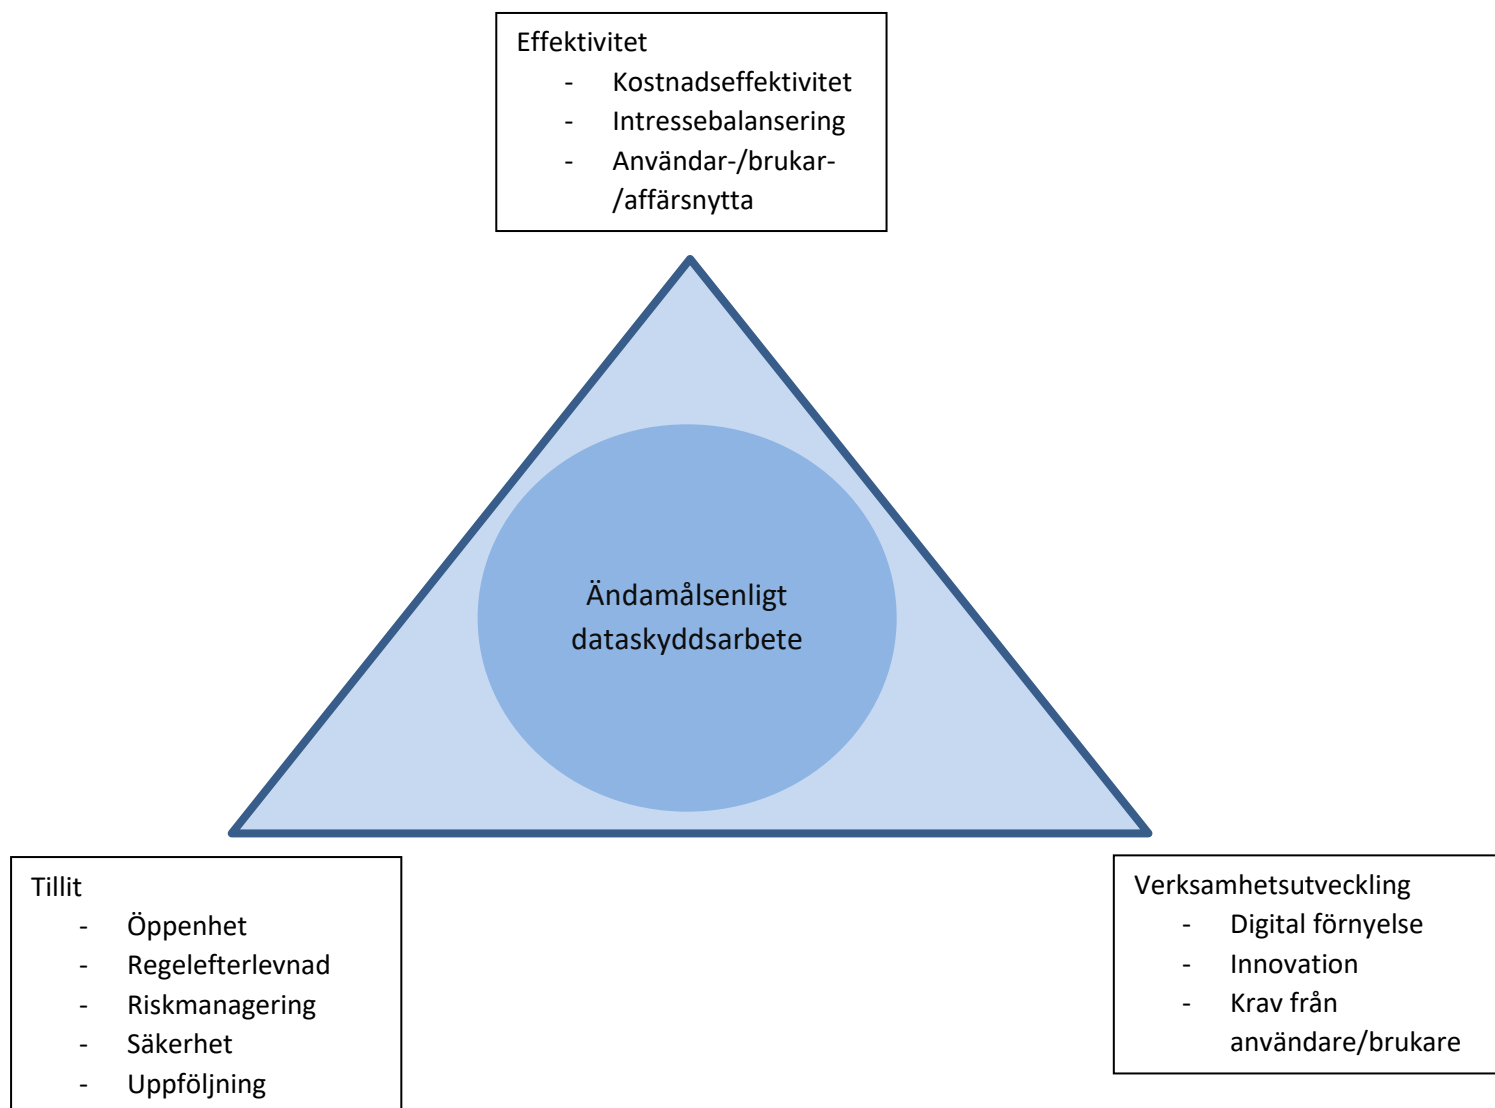 Effektivitet
- Kostnadseffektivitet
- Intressebalansering
- Användar-/brukar-
/affärsnytta
Ändamålsenligt
dataskyddsarbete
Tillit
- Öppenhet
- Regelefterlevnad
- Riskmanagering
- Säkerhet
- Uppföljning
Verksamhetsutveckling
- Digital förnyelse
- Innovation
- Krav från
användare/brukare